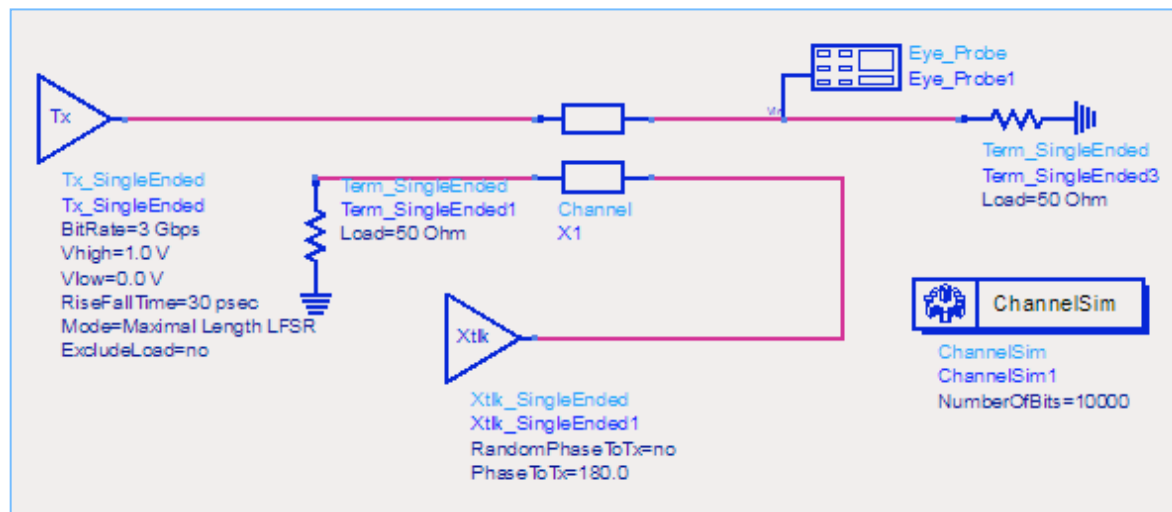 Eye_Probe
Eye_Probe1
Tx
Term_SingleEnded
Term_SingleEnded3
Load=50 Ohm
Tx_SingleEnded
Tx_SingleEnded
BitRate=3 Gbps
Vhigh=1.0 V
Vlow=0.0 V
RiseFallTime=30 psec
Mode=Maximal Length LFSR
ExcludeLoad=no
Term_SingleEnded
Term_SingleEnded1
Load=50 Ohm
Channel
X1
Xtlk
Xtlk_SingleEnded
Xtlk_SingleEnded1
RandomPhaseToTx=no
PhaseToTx=180.0
ChannelSim
ChannelSim
ChannelSim1
NumberOfBits=10000